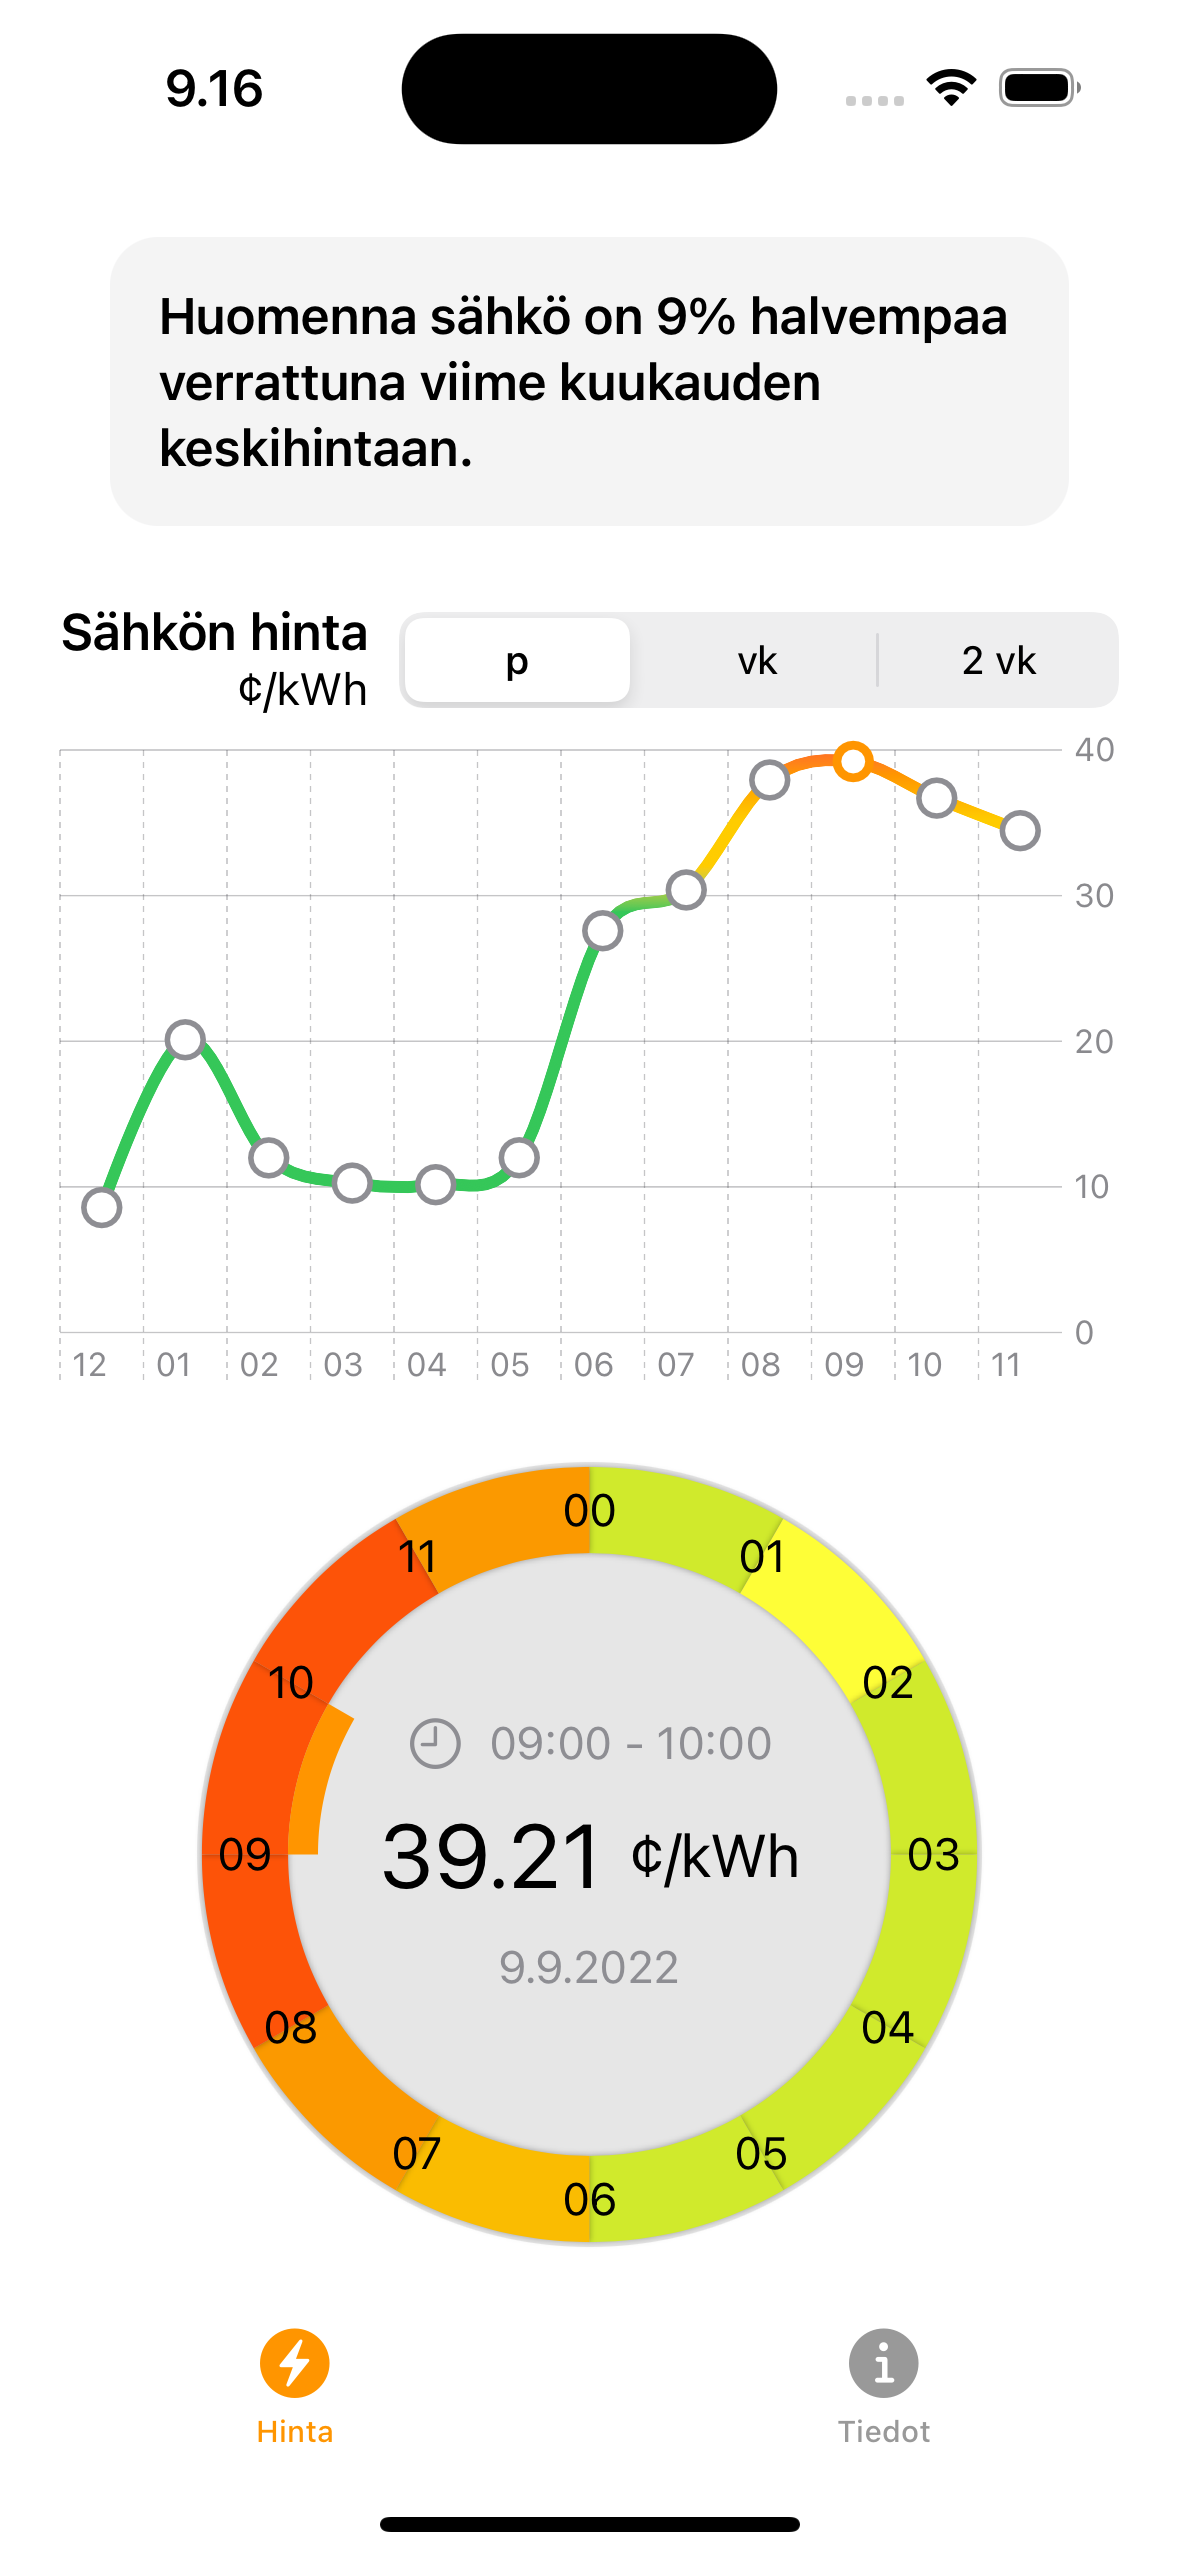 9.16
Huomenna sähkö on 9% halvempaa
verrattuna viime kuukauden
keskihintaan.
Sähkön hinta
¢/kWh
p vk 2 vk
40
30
20
10
0
12 01 02 03 04 05 06 07 08 09 10 11
00
11 01
10 02
09:00 - 10:00
09 39.21 ¢/kWh 03
9.9.2022
08 04
07 05
06
Hinta Tiedot